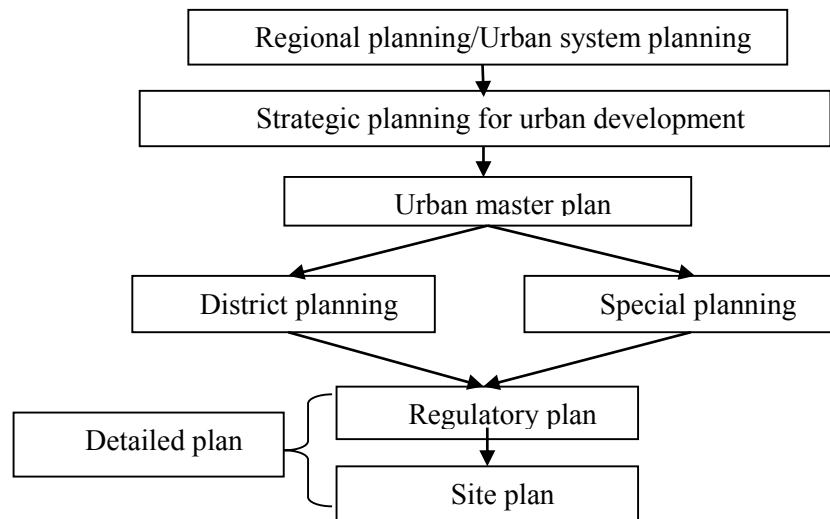 Regional planning/Urban system planning
Strategic planning for urban development
Urban master plan
District planning
Special planning
Regulatory plan
Detailed plan
Site plan